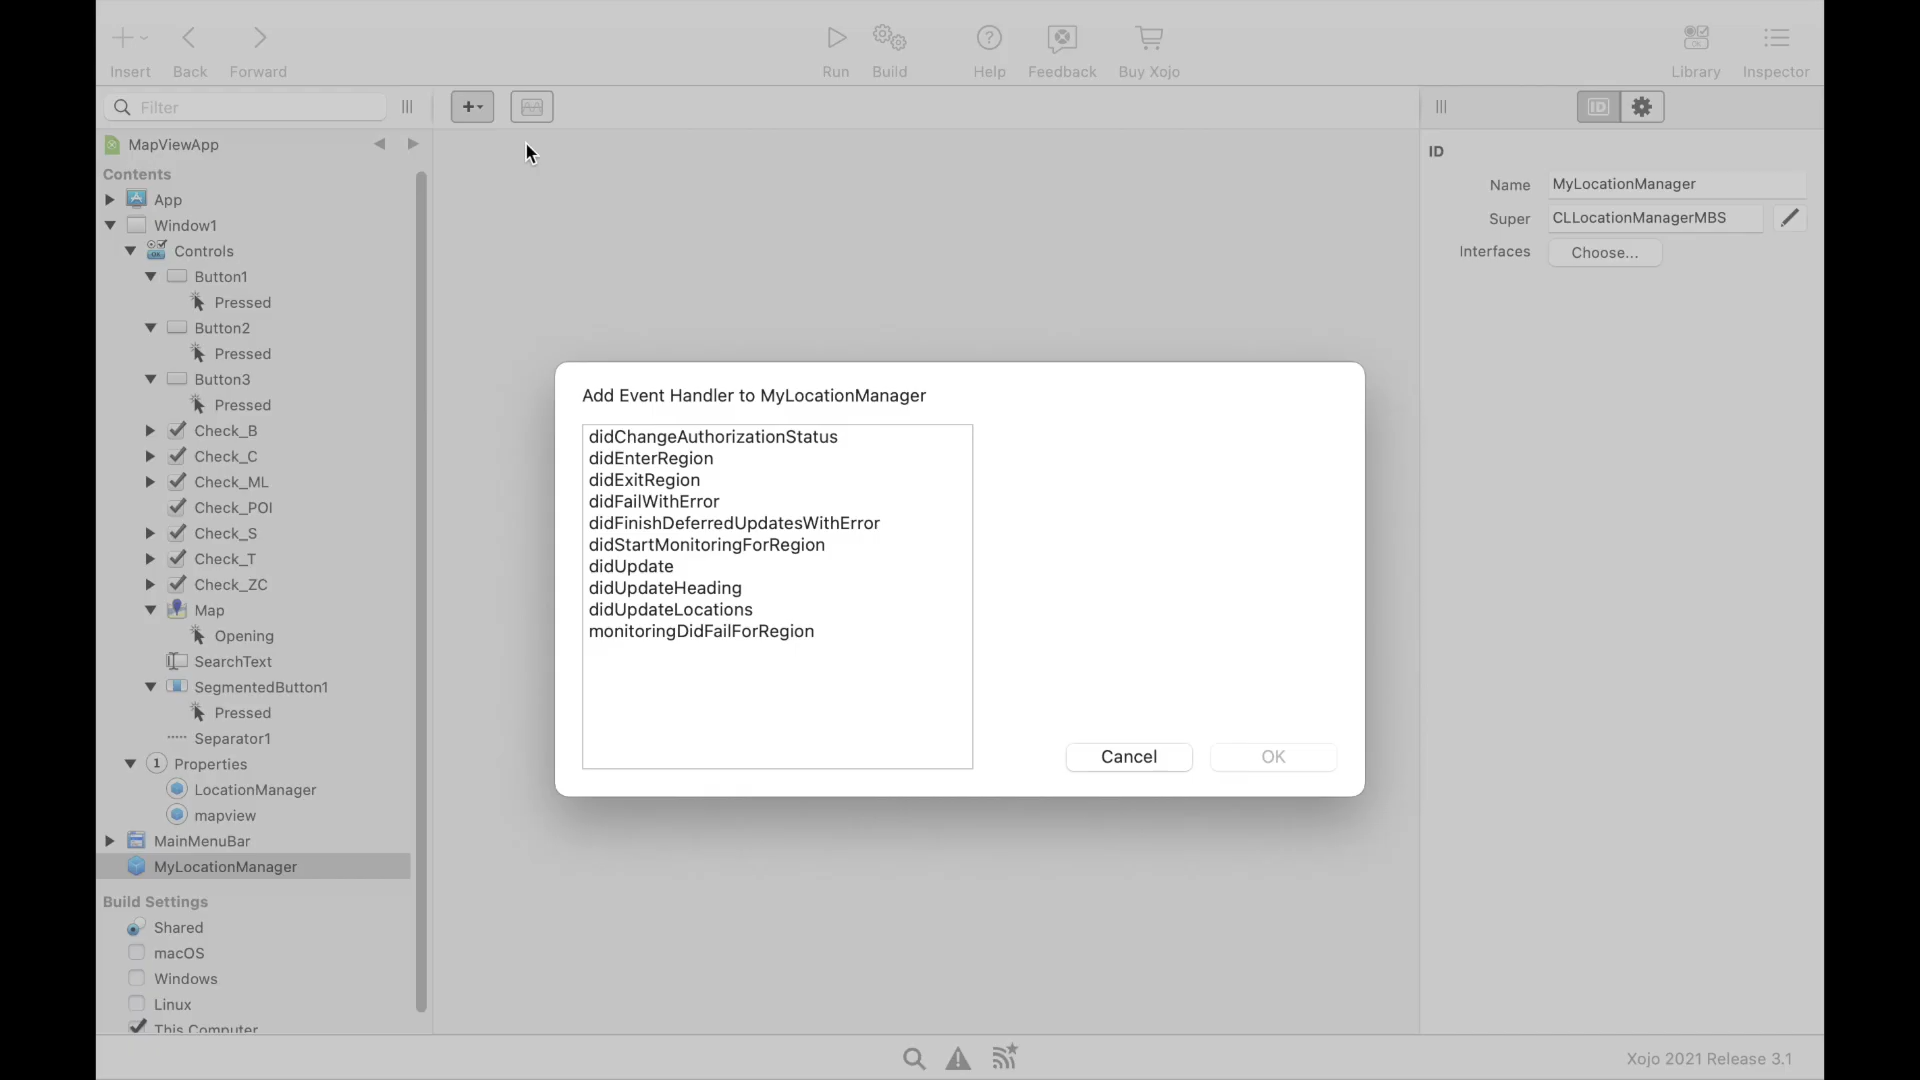 Insert
Back
Forward
Run
Build
Help
Feedback
Buy Xojo
Library
Inspector
Filter
MapViewApp
Contents
App
Window1
Controls
Button1
Pressed
Button2
Pressed
Button3
Pressed
Check_B
Check_C
Check_ML
Check_POI
Check_S
Check_T
Check_ZC
Map
Opening
SearchText
SegmentedButton1
Pressed
Separator1
1 Properties
LocationManager
mapview
MainMenuBar
MyLocationManager
Build Settings
Shared
macOS
Windows
Linux
This Computer
Add Event Handler to MyLocationManager
didChangeAuthorizationStatus
didEnterRegion
didExitRegion
didFailWithError
didFinishDeferredUpdatesWithError
didStartMonitoringForRegion
didUpdate
didUpdateHeading
didUpdateLocations
monitoringDidFailForRegion
Cancel
OK
ID
ID
Name MyLocationManager
Super CLLocationManagerMBS
Interfaces Choose...
Xojo 2021 Release 3.1